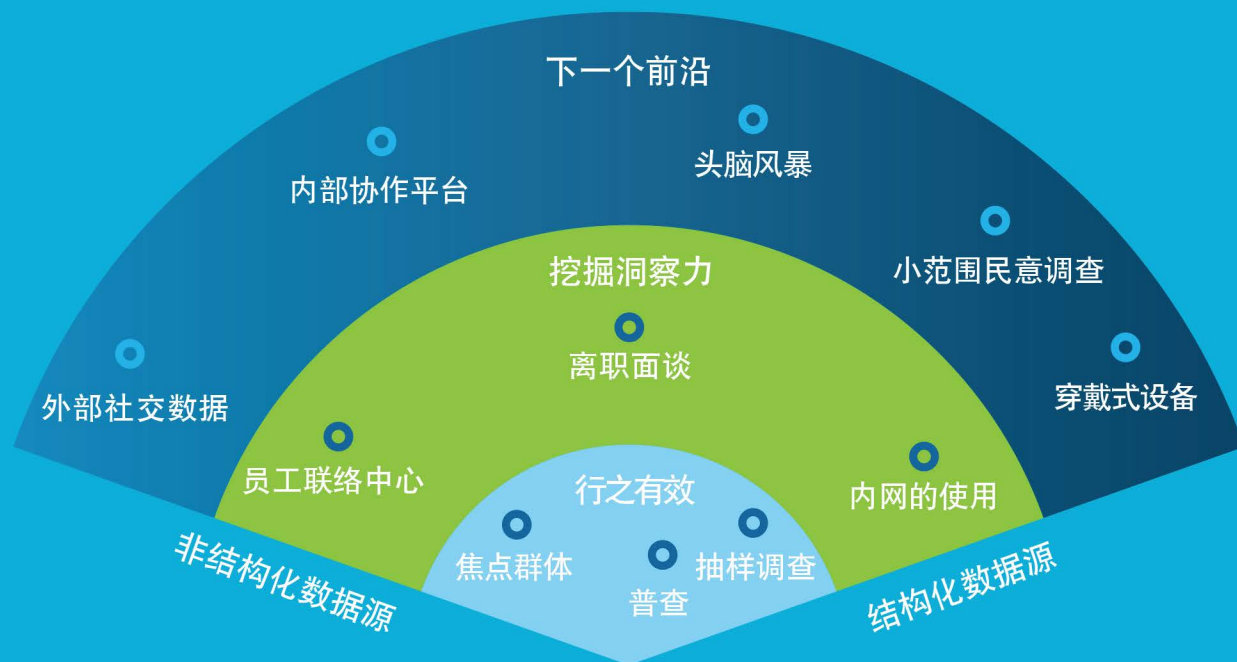 下一个前沿
头脑风暴
内部协作平台
小范围民意调查
穿戴式设备
外部社交数据
挖掘洞察力
离职面谈
员工联络中心
内网的使用
行之有效
焦点群体
抽样调查
普查
非结构化数据源
结构化数据源